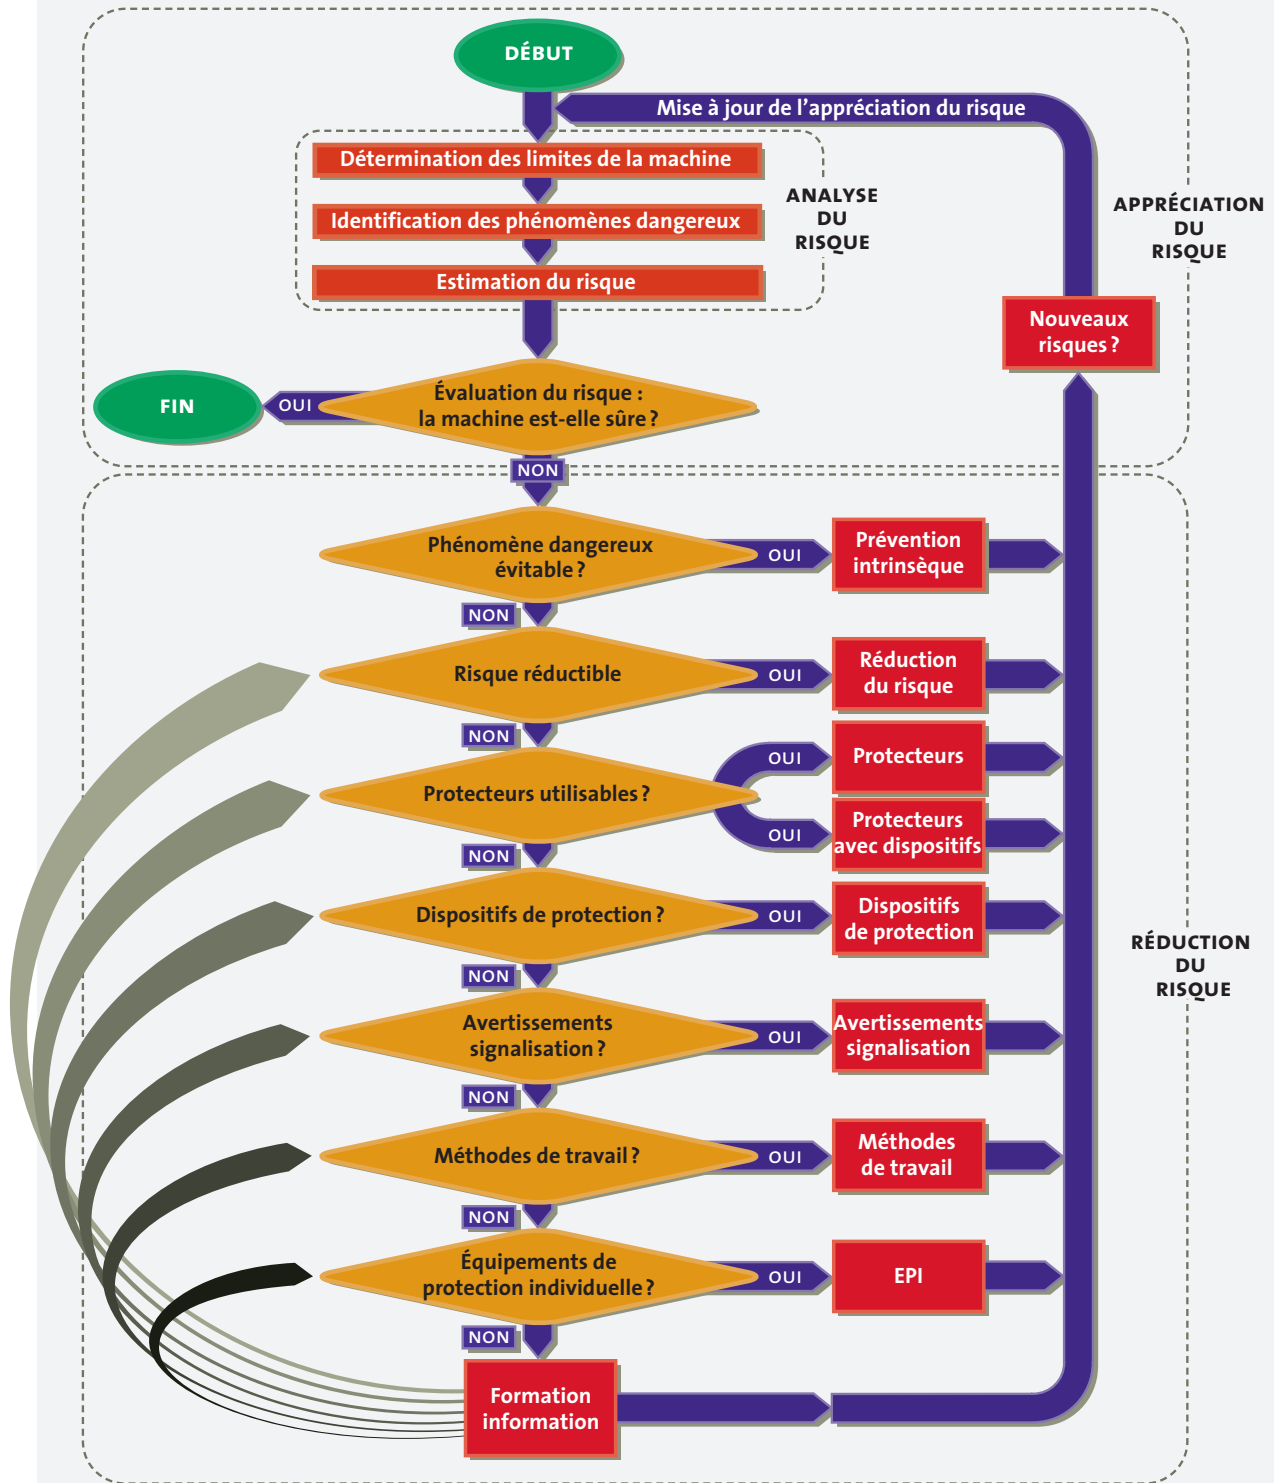 DÉBUT
Mise à jour de l’appréciation du risque
Détermination des limites de la machine
Identification des phénomènes dangereux
Estimation du risque
ANALYSE
DU
RISQUE
APPRÉCIATION
DU
RISQUE
Nouveaux
risques ?
Évaluation du risque :
la machine est-elle sûre ?
OUI
FIN
NON
Phénomène dangereux
évitable ?
OUI
Prévention
intrinsèque
NON
Risque réductible
OUI
Réduction
du risque
NON
Protecteurs utilisables ?
OUI
Protecteurs
OUI
Protecteurs
avec dispositifs
NON
Dispositifs de protection ?
OUI
Dispositifs
de protection
RÉDUCTION
DU
RISQUE
NON
Avertissements
signalisation ?
OUI
Avertissements
signalisation
NON
Méthodes de travail ?
OUI
Méthodes
de travail
NON
Équipements de
protection individuelle ?
OUI
EPI
NON
Formation
information